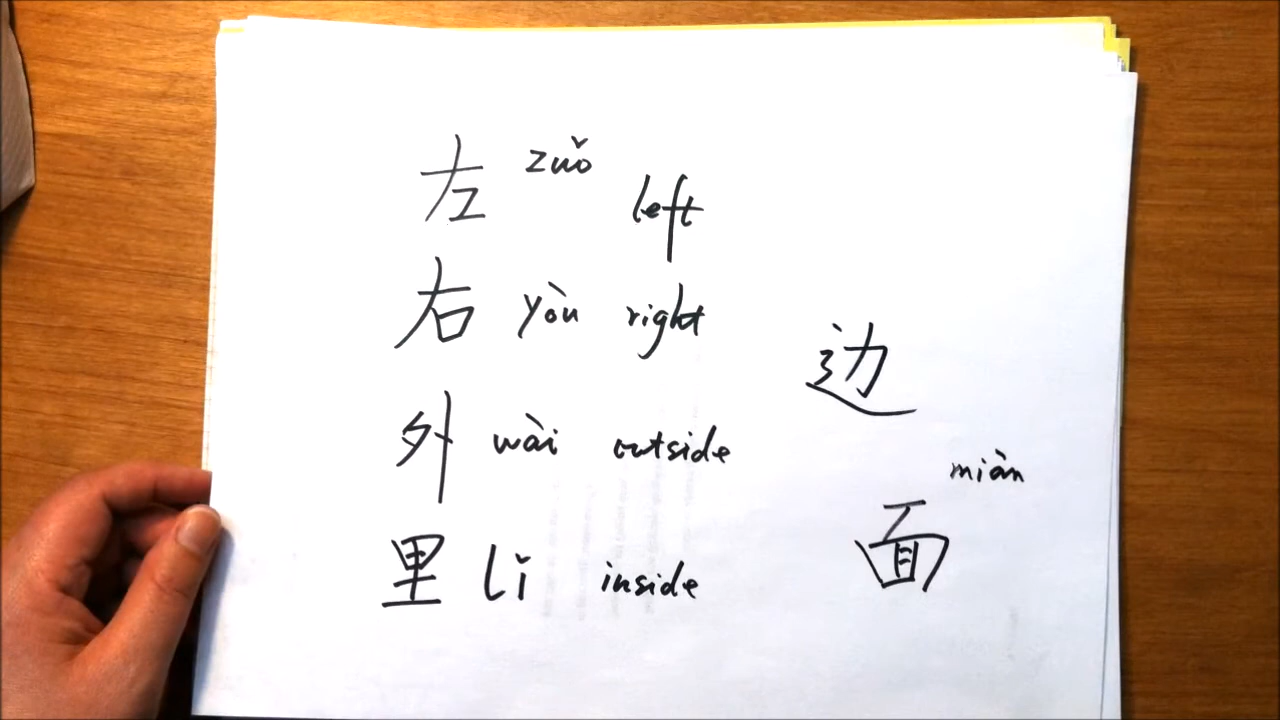 左 zuǒ left
右 yòu right
外 wài outside
里 lǐ inside
边
miàn
面